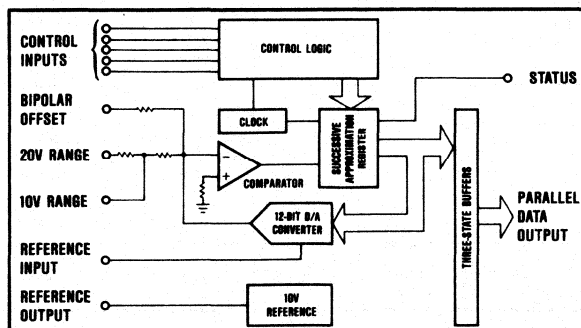 CONTROL
INPUTS
CONTROL LOGIC
STATUS
BIPOLAR
OFFSET
CLOCK
SUCCESSIVE
APPROXIMATION
REGISTER
20V RANGE
−
+
COMPARATOR
10V RANGE
12-BIT D/A
CONVERTER
THREE-STATE BUFFERS
PARALLEL
DATA
OUTPUT
REFERENCE
INPUT
REFERENCE
OUTPUT
10V
REFERENCE